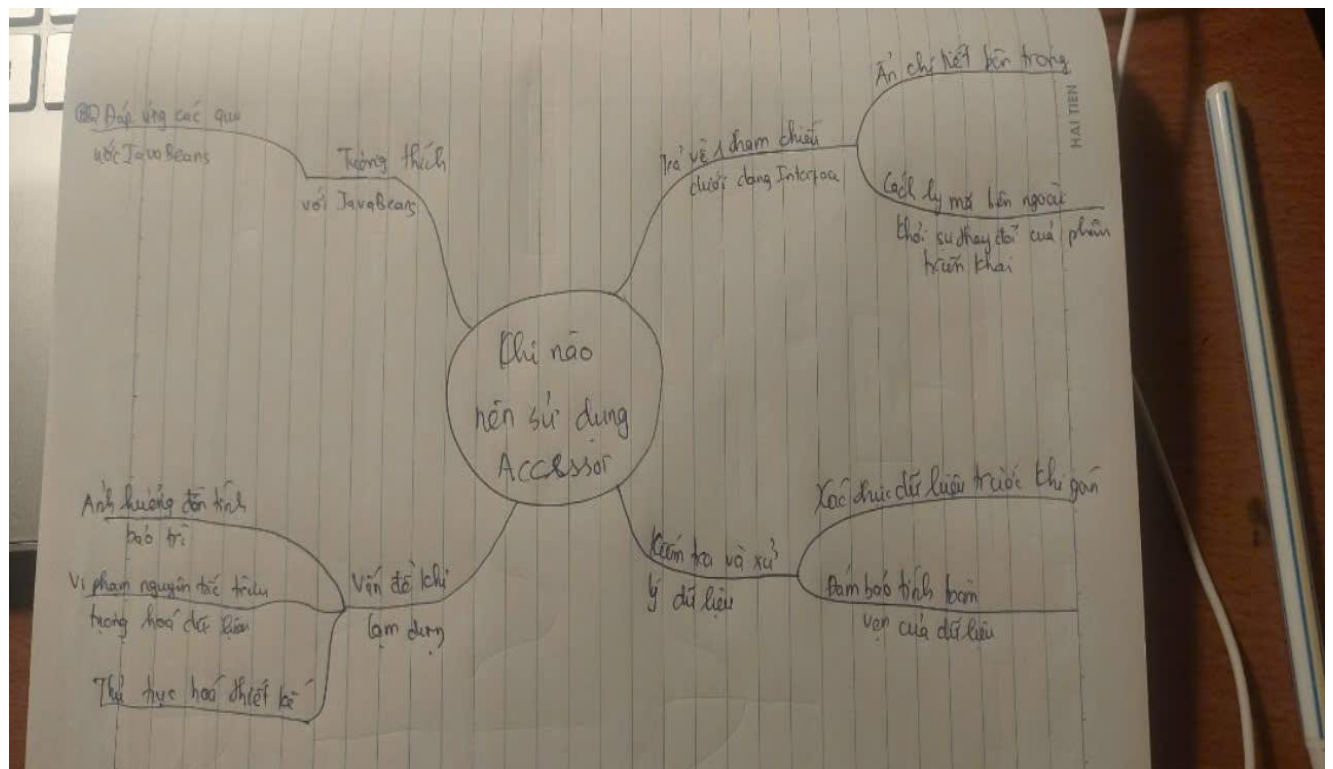 Khi nào
nên sử dụng
Accessor
Tương thích
với JavaBeans
Đáp ứng các quy
ước JavaBeans
Trả về 1 tham chiếu
dưới dạng Interface
Ẩn chi tiết bên trong
Cách ly mã bên ngoài
khỏi sự thay đổi của phần
triển khai
Kiểm tra và xử
lý dữ liệu
Xác thực dữ liệu trước khi gán
Đảm bảo tính toàn
vẹn của dữ liệu
Vấn đề khi
lạm dụng
Ảnh hưởng đến tính
bảo trì
Vi phạm nguyên tắc trừu
tượng hoá dữ liệu
Thủ tục hoá thiết kế
HAI TIEN